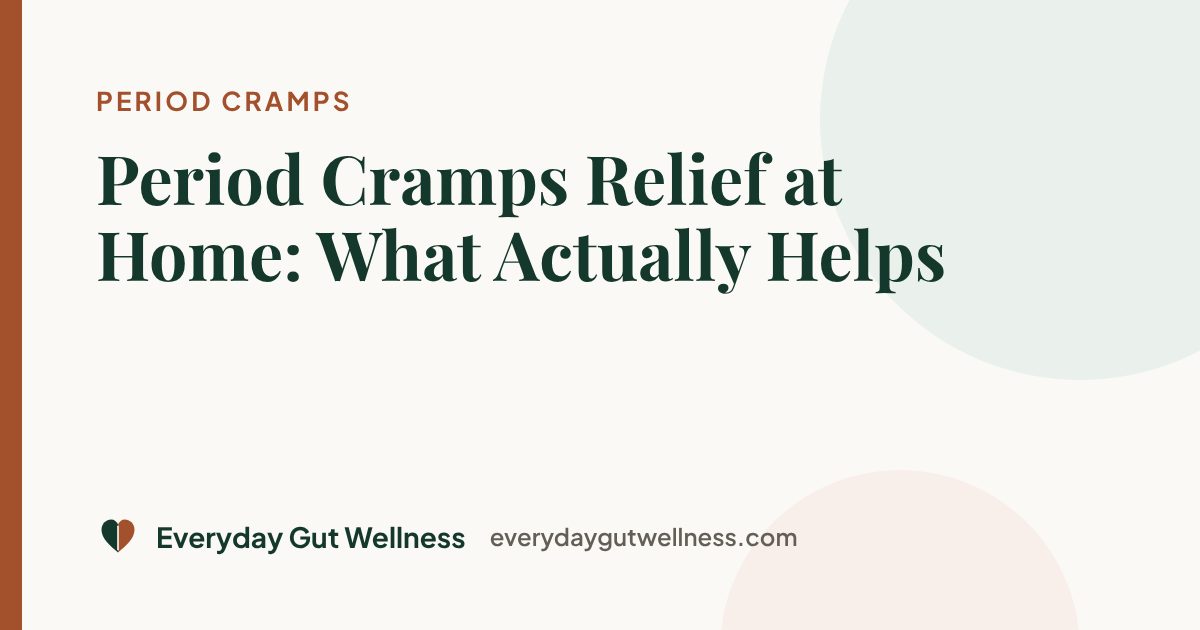 PERIOD CRAMPS
Period Cramps Relief at
Home: What Actually Helps
Everyday Gut Wellness everydaygutwellness.com